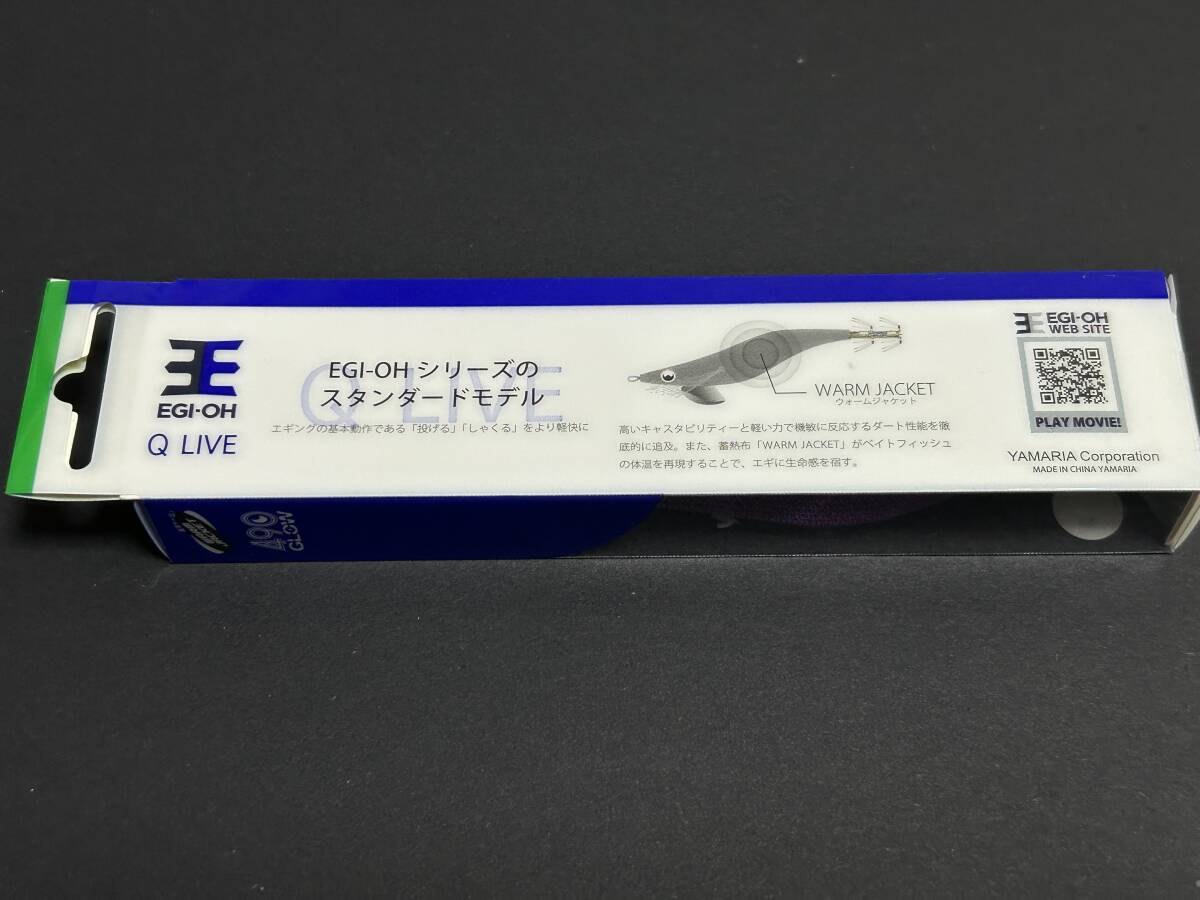 EGI-OH
Q LIVE
Q LIVE
EGI-OH シリーズの
スタンダードモデル
エギングの基本動作である「投げる」「しゃくる」をより軽快に
WARM JACKET
ウォームジャケット
高いキャスタビリティーと軽い力で機敏に反応するダート性能を徹
底的に追及。また、蓄熱布「WARM JACKET」がベイトフィッシュ
の体温を再現することで、エギに生命感を宿す。
EGI-OH
WEB SITE
PLAY MOVIE!
YAMARIA Corporation
MADE IN CHINA YAMARIA
490
GLOW